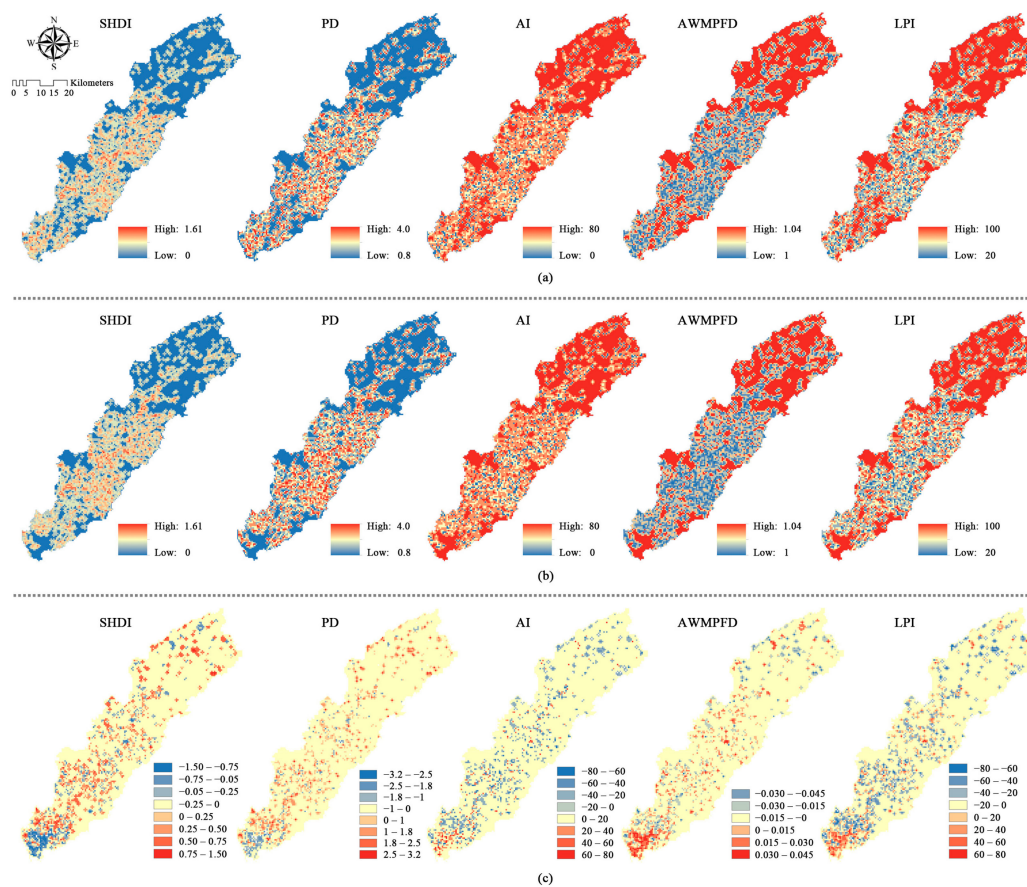 SHDI PD AI AWMPFD LPI
N
W E
S
Kilometers
0 5 10 15 20
High: 1.61 High: 4.0 High: 80 High: 1.04 High: 100
Low: 0 Low: 0.8 Low: 0 Low: 1 Low: 20
(a)
SHDI PD AI AWMPFD LPI
High: 1.61 High: 4.0 High: 80 High: 1.04 High: 100
Low: 0 Low: 0.8 Low: 0 Low: 1 Low: 20
(b)
SHDI PD AI AWMPFD LPI
−1.50 – −0.75
−0.75 – −0.05
−0.05 – −0.25
−0.25 – 0
0 – 0.25
0.25 – 0.50
0.50 – 0.75
0.75 – 1.50
−3.2 – −2.5
−2.5 – −1.8
−1.8 – −1
−1 – 0
0 – 1
1 – 1.8
1.8 – 2.5
2.5 – 3.2
−80 – −60
−60 – −40
−40 – −20
−20 – 0
0 – 20
20 – 40
40 – 60
60 – 80
−0.030 – −0.045
−0.030 – −0.015
−0.015 – −0
0 – 0.015
0.015 – 0.030
0.030 – 0.045
−80 – −60
−60 – −40
−40 – −20
−20 – 0
0 – 20
20 – 40
40 – 60
60 – 80
(c)